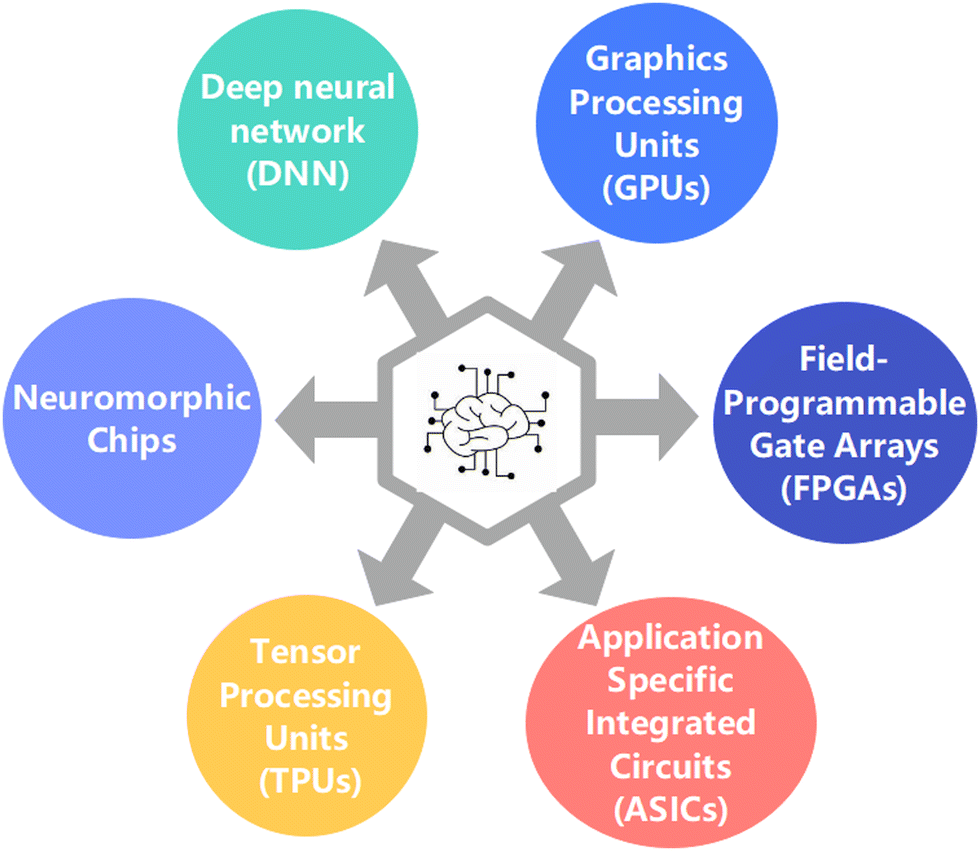 Deep neural
network
(DNN)
Graphics
Processing
Units
(GPUs)
Neuromorphic
Chips
Field-
Programmable
Gate Arrays
(FPGAs)
Tensor
Processing
Units
(TPUs)
Application
Specific
Integrated
Circuits
(ASICs)